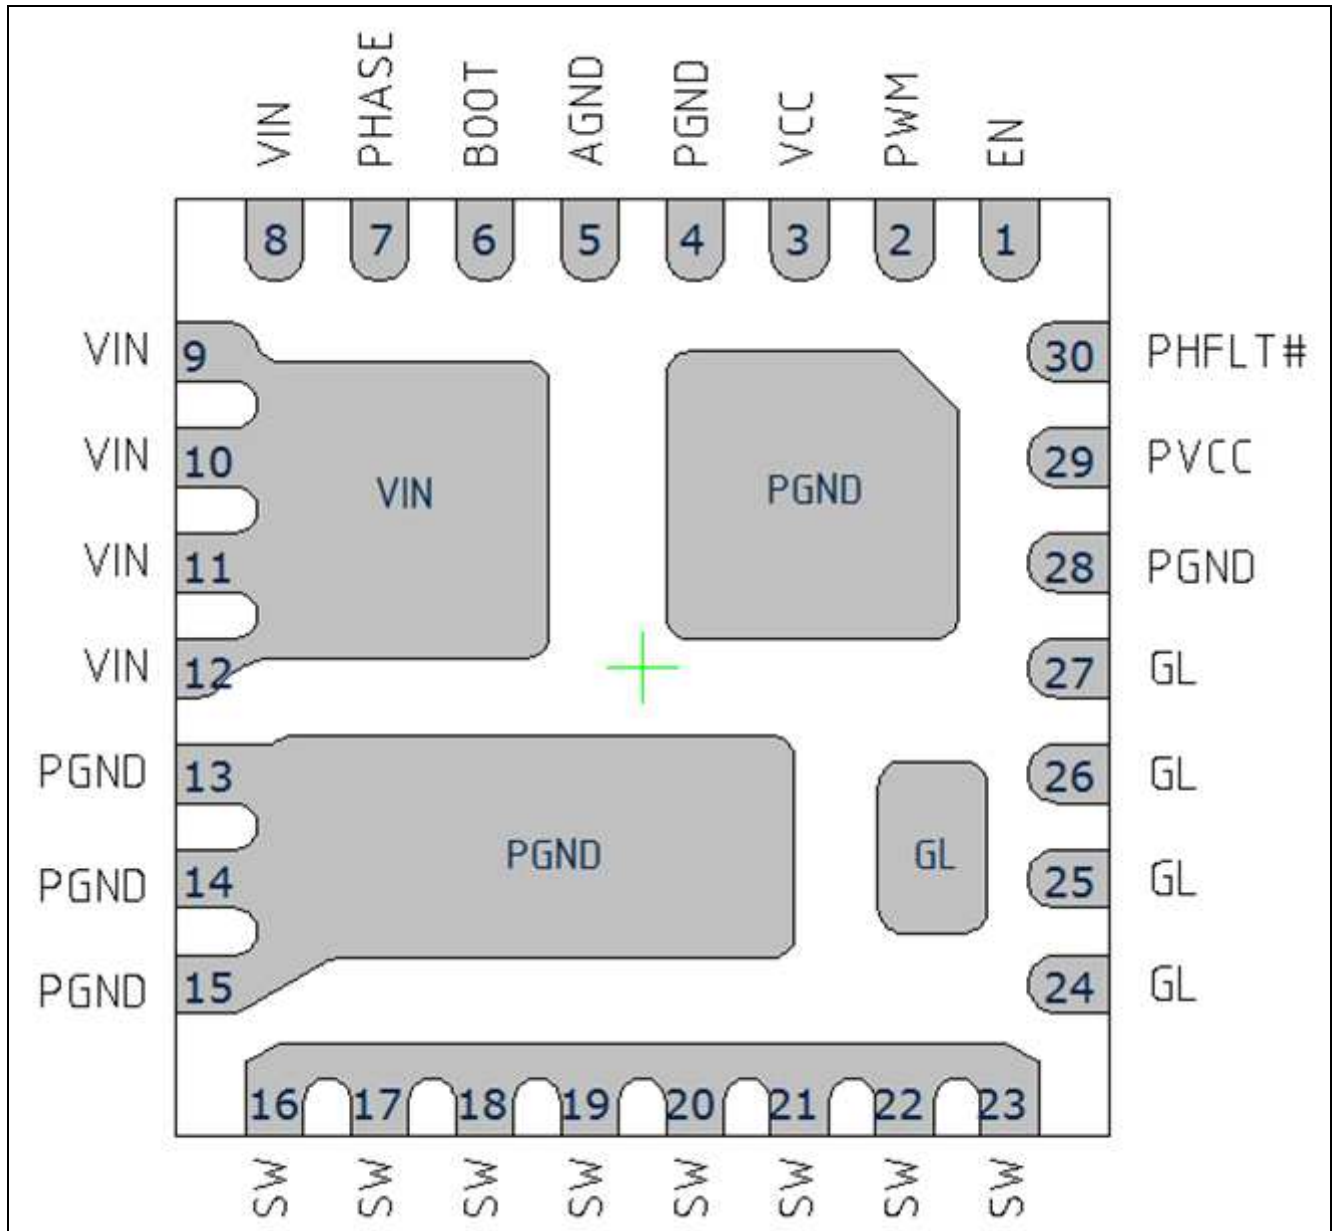 VIN PHASE BOOT AGND PGND VCC PWM EN
8 7 6 5 4 3 2 1
VIN 9 30 PHFLT#
VIN 10 29 PVCC
VIN PGND
VIN 11 28 PGND
VIN 12 27 GL
PGND 13 26 GL
PGND GL
PGND 14 25 GL
PGND 15 24 GL
16 17 18 19 20 21 22 23
SW SW SW SW SW SW SW SW